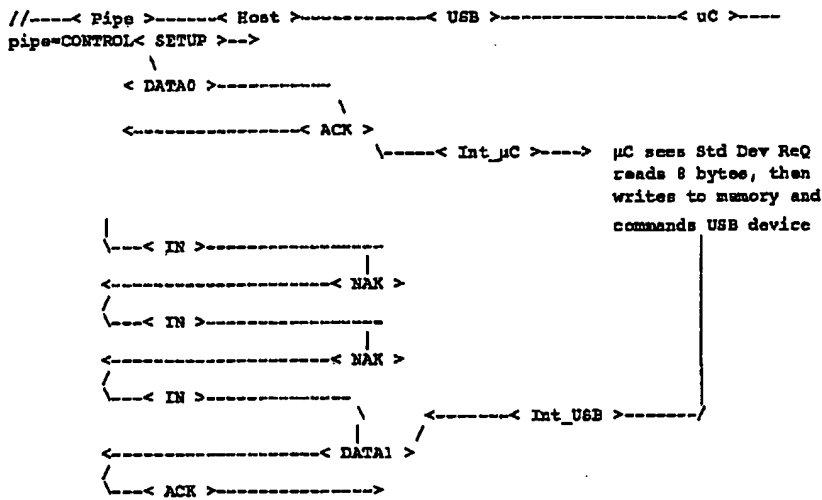 //----< Pipe >------< Host >--------------< USB >-----------------< uC >----
pipe=CONTROL< SETUP >-->
\
< DATA0 >--------------
\
<---------------------< ACK >
\-----< Int_µC >----> µC sees Std Dev ReQ
reads 8 bytes, then
writes to memory and
| commands USB device
\---< IN >---------------------
|
<------------------------< NAK >
/
\---< IN >---------------------
|
<------------------------< NAK >
/
\---< IN >-----------------
\ <--------< Int_USB >-------/
| /
<-----------------------< DATA1 >
/
\---< ACK >------------------->